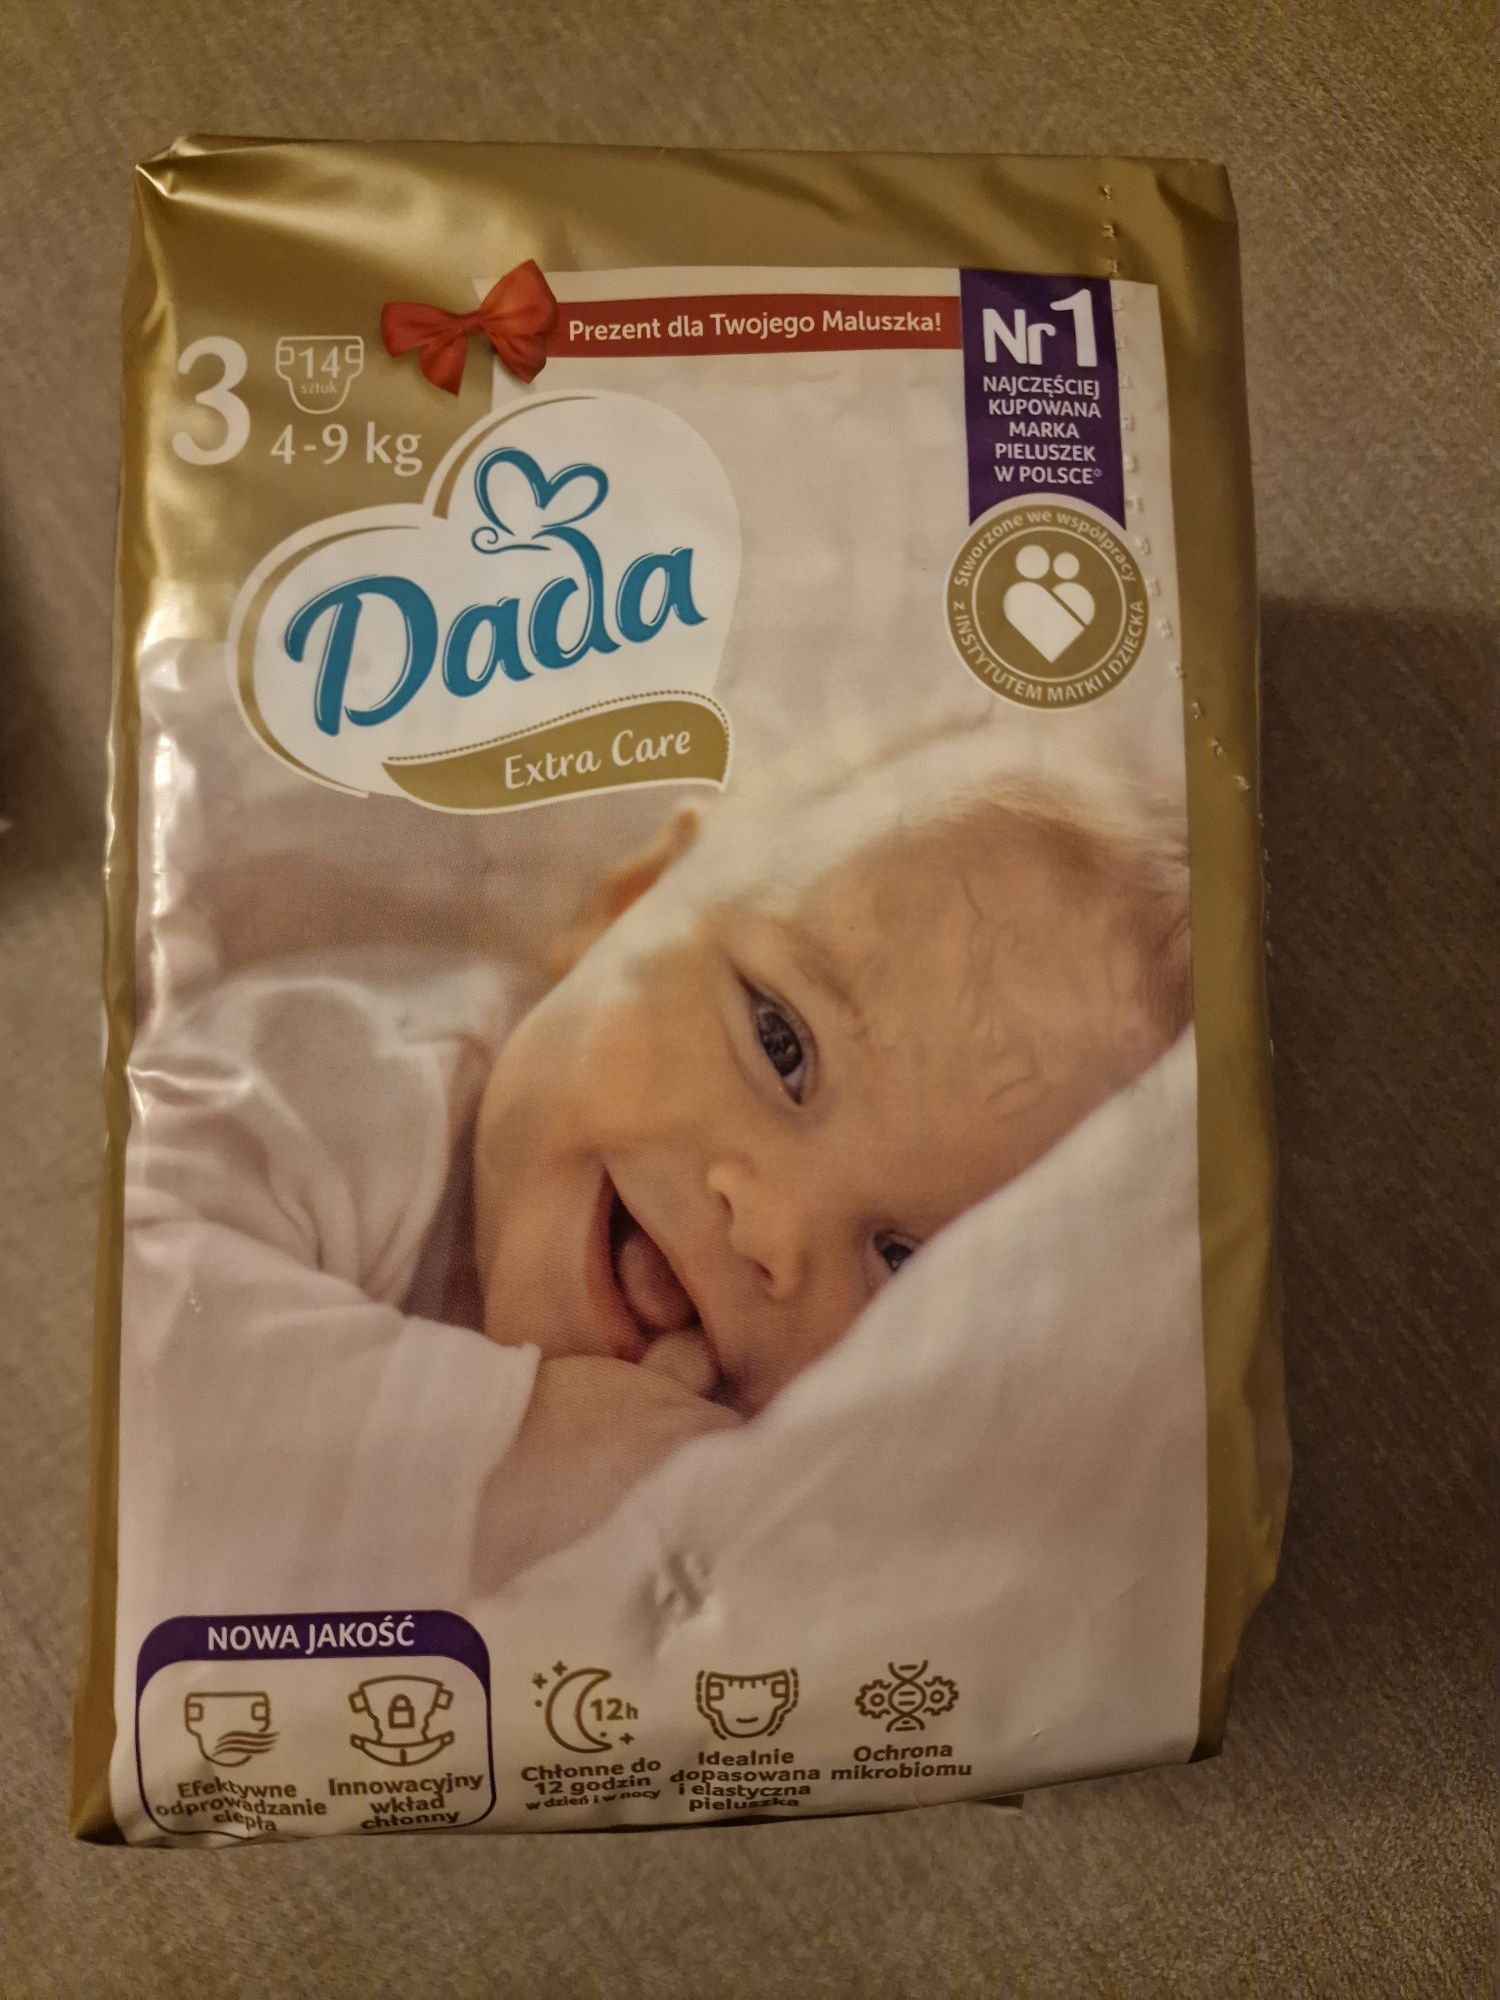 Prezent dla Twojego Maluszka!
Nr 1
NAJCZĘŚCIEJ
KUPOWANA
MARKA
PIELUSZEK
W POLSCE*
3
14
sztuk
4-9 kg
Dada
Extra Care
Stworzone we współpracy
z INSTYTUTEM MATKI I DZIECKA
NOWA JAKOŚĆ
Efektywne
odprowadzanie
ciepła
Innowacyjny
wkład
chłonny
12h
Chłonne do
12 godzin
w dzień i w nocy
Idealnie
dopasowana
i elastyczna
pieluszka
Ochrona
mikrobiomu